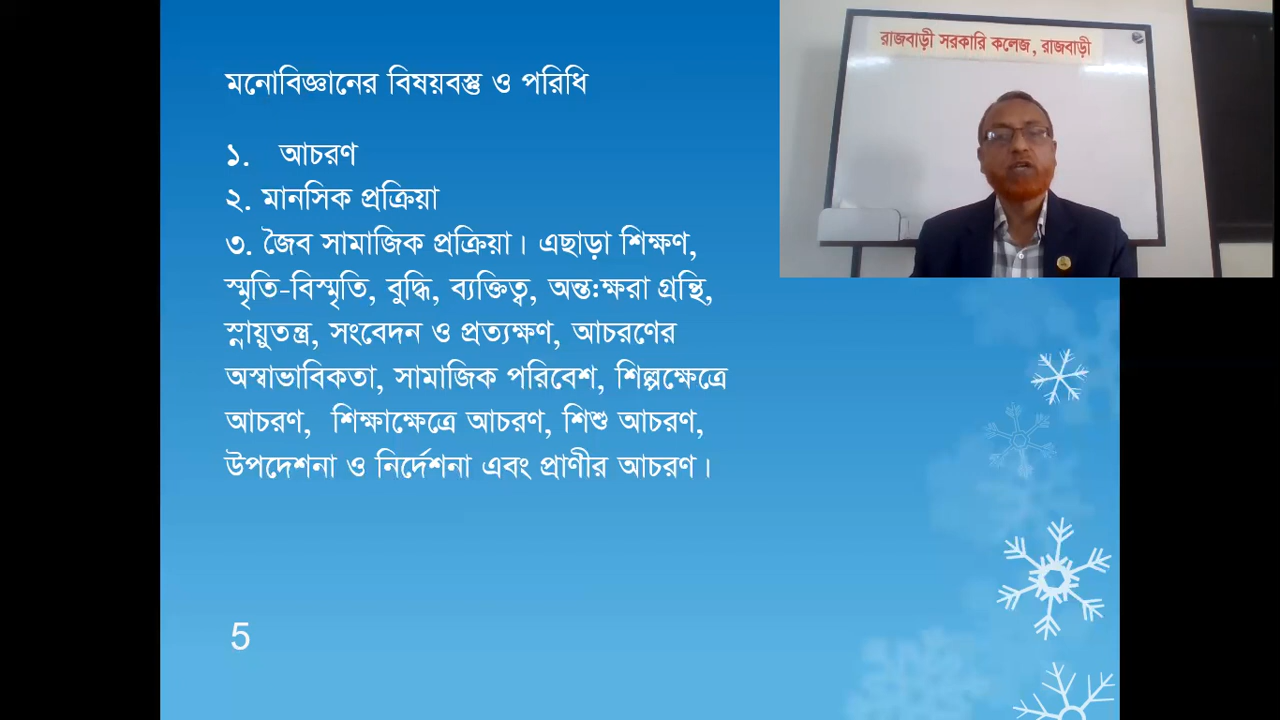 মনোবিজ্ঞানের বিষয়বস্তু ও পরিধি
১. আচরণ
২. মানসিক প্রক্রিয়া
৩. জৈব সামাজিক প্রক্রিয়া। এছাড়া শিক্ষণ,
স্মৃতি-বিস্মৃতি, বুদ্ধি, ব্যক্তিত্ব, অন্ত:ক্ষরা গ্রন্থি,
স্নায়ুতন্ত্র, সংবেদন ও প্রত্যক্ষণ, আচরণের
অস্বাভাবিকতা, সামাজিক পরিবেশ, শিল্পক্ষেত্রে
আচরণ, শিক্ষাক্ষেত্রে আচরণ, শিশু আচরণ,
উপদেশনা ও নির্দেশনা এবং প্রাণীর আচরণ।
5
রাজবাড়ী সরকারি কলেজ, রাজবাড়ী